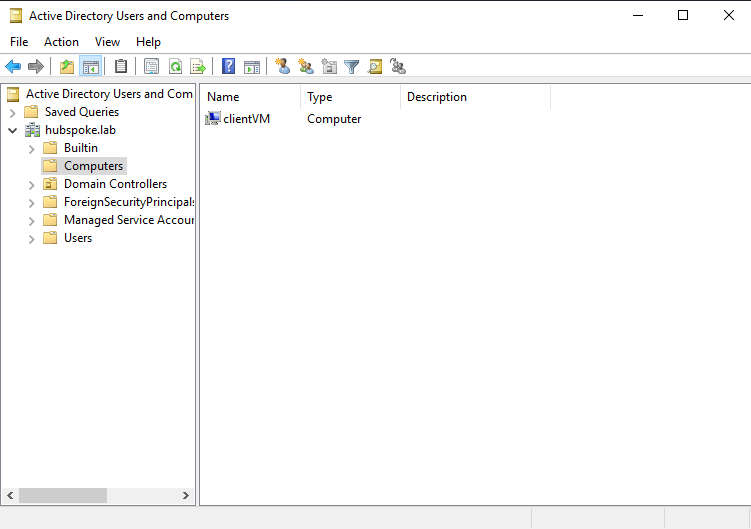 Active Directory Users and Computers
File Action View Help
Active Directory Users and Com
Saved Queries
hubspoke.lab
Builtin
Computers
Domain Controllers
ForeignSecurityPrincipals
Managed Service Accour
Users
Name Type Description
clientVM Computer